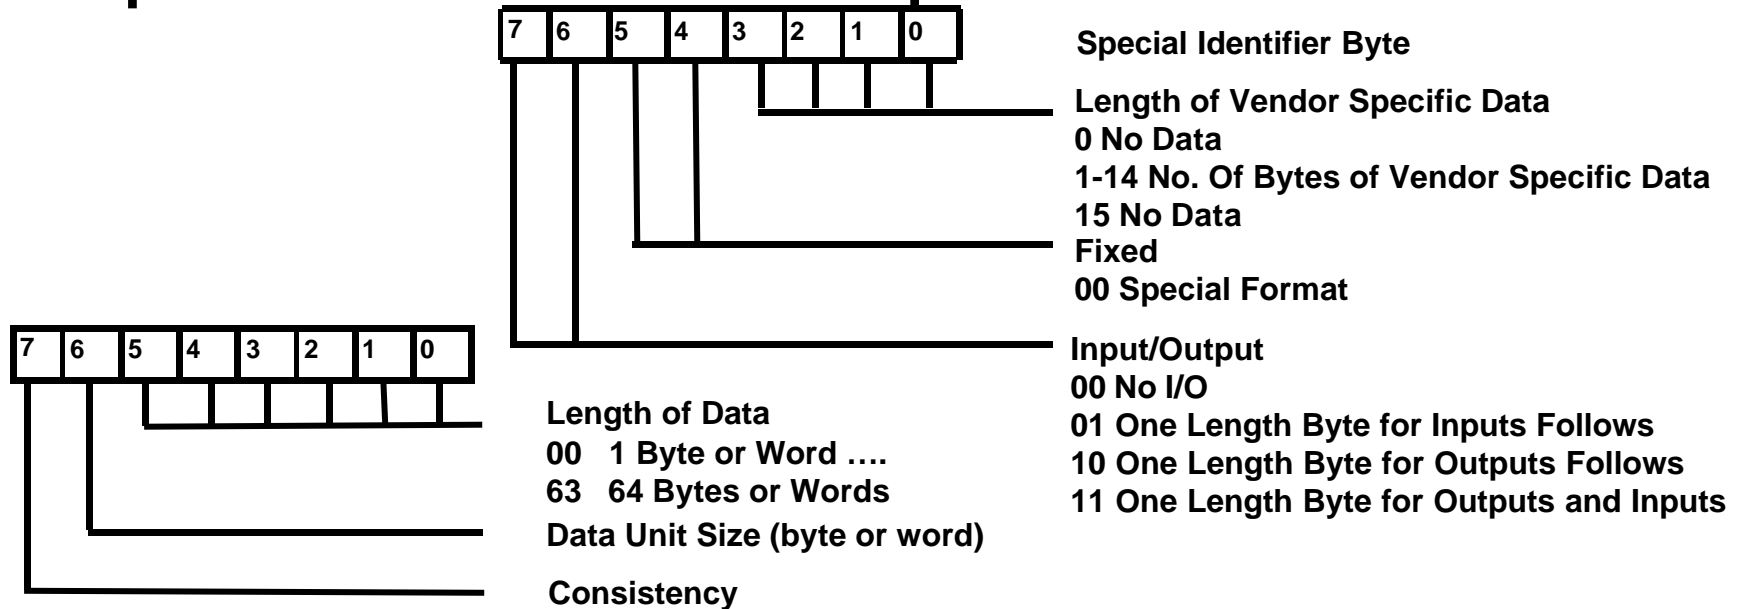 7 6 5 4 3 2 1 0
Special Identifier Byte
Length of Vendor Specific Data
0 No Data
1-14 No. Of Bytes of Vendor Specific Data
15 No Data
Fixed
00 Special Format
Input/Output
00 No I/O
01 One Length Byte for Inputs Follows
10 One Length Byte for Outputs Follows
11 One Length Byte for Outputs and Inputs
7 6 5 4 3 2 1 0
Length of Data
00 1 Byte or Word ….
63 64 Bytes or Words
Data Unit Size (byte or word)
Consistency